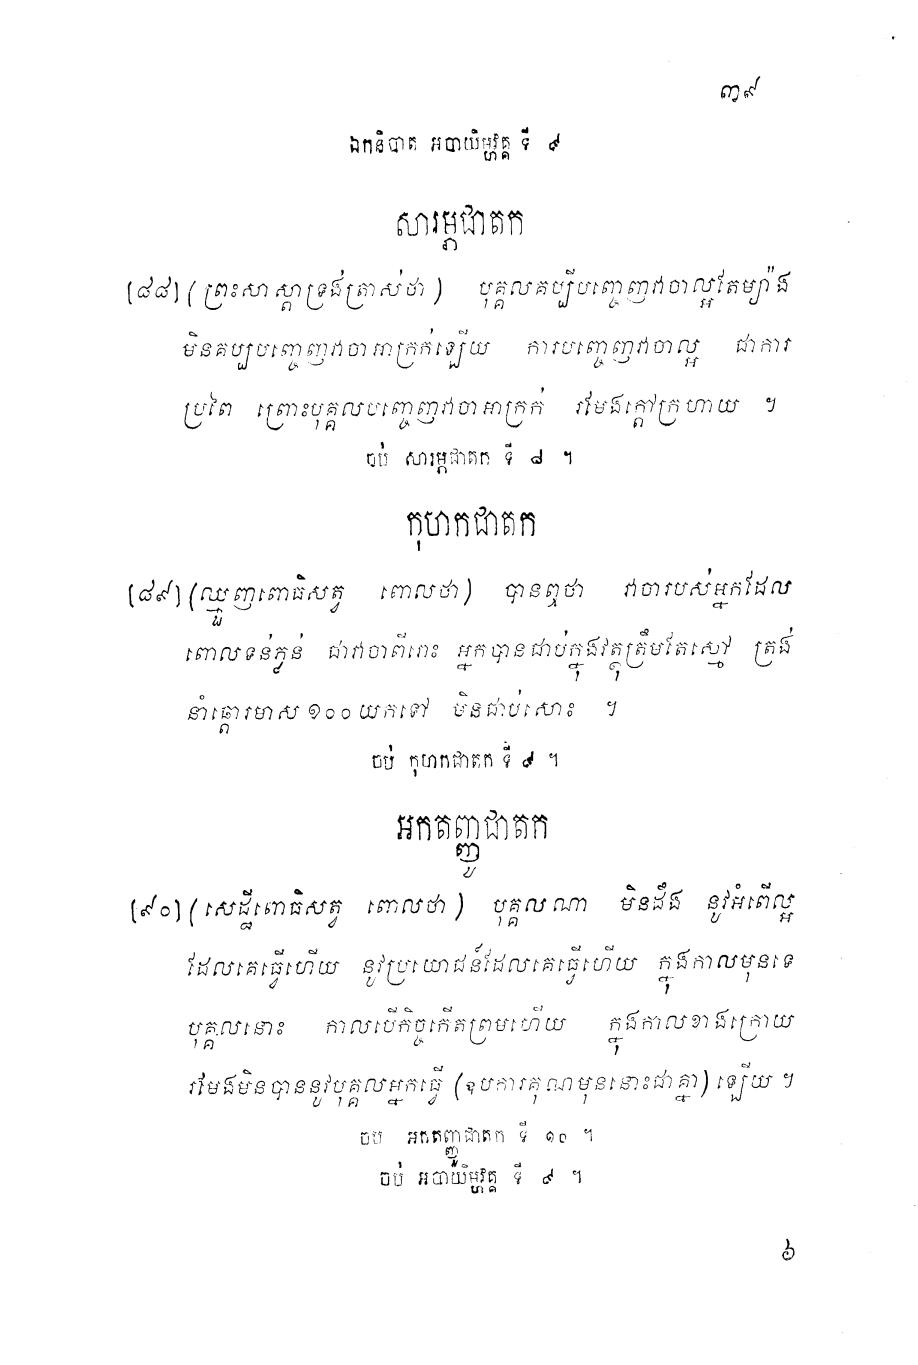 ៣៩
ឯកនិបាត អបាយិម្ហវគ្គ ទី ៩
សារម្ភជាតក
[៨៨] (ព្រះសាស្តាទ្រង់ត្រាស់ថា) បុគ្គលគប្បីបញ្ចេញវាចាល្អតែម្យ៉ាង
មិនគប្បបញ្ចេញវាចាអាក្រក់ឡើយ ការបញ្ចេញវាចាល្អ ជាការ
ប្រពៃ ព្រោះបុគ្គលបញ្ចេញវាចាអាក្រក់ រមែងក្តៅក្រហាយ ។
ចប់ សារម្ភជាតក ទី ៨ ។
កុហកជាតក
[៨៩] (ឈ្មួញពោធិសត្វ ពោលថា) បានឮថា វាចារបស់អ្នកដែល
ពោលទន់ភ្លន់ ជាវាចាពីរោះ អ្នកបានជាប់ក្នុងវត្ថុត្រឹមតែស្មៅ ត្រង់
នាំផ្តោរមាស ១០០ យកទៅ មិនជាប់សោះ ។
ចប់ កុហកជាតក ទី ៩ ។
អកតញ្ញូជាតក
[៩០] (សេដ្ឋីពោធិសត្វ ពោលថា) បុគ្គលណា មិនដឹង នូវអំពើល្អ
ដែលគេធ្វើហើយ នូវប្រយោជន៍ដែលគេធ្វើហើយ ក្នុងកាលមុនទេ
បុគ្គលនោះ កាលបើកិច្ចកើតព្រមហើយ ក្នុងកាលខាងក្រោយ
រមែងមិនបាននូវបុគ្គលអ្នកធ្វើ (ឧបការគុណមុននោះជាគ្នា) ឡើយ ។
ចប អកតញ្ញូជាតក ទី ១០ ។
ចប់ អបាយិម្ហវគ្គ ទី ៩ ។
៦